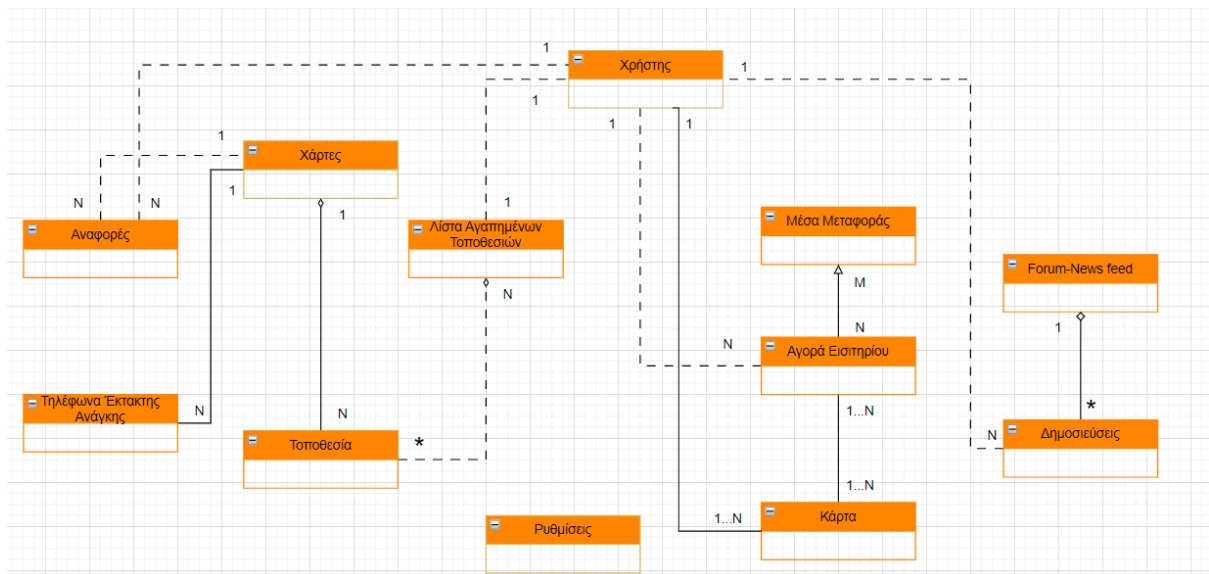 1
Χρήστης
1
1
1
1
1
Χάρτες
1
1
N
N
Αναφορές
1
Λίστα Αγαπημένων
Τοποθεσιών
N
Μέσα Μεταφοράς
M
N
Αγορά Εισιτηρίου
N
Forum-News feed
1
*
Δημοσιεύσεις
N
Τηλέφωνα Έκτακτης
Ανάγκης
N
N
Τοποθεσία
*
1...N
1...N
1...N
Κάρτα
Ρυθμίσεις